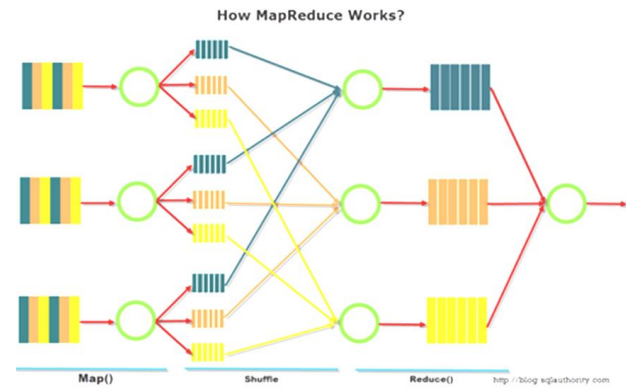 How MapReduce Works?
Map()
Shuffle
Reduce()
http://blog.sqlauthority.com